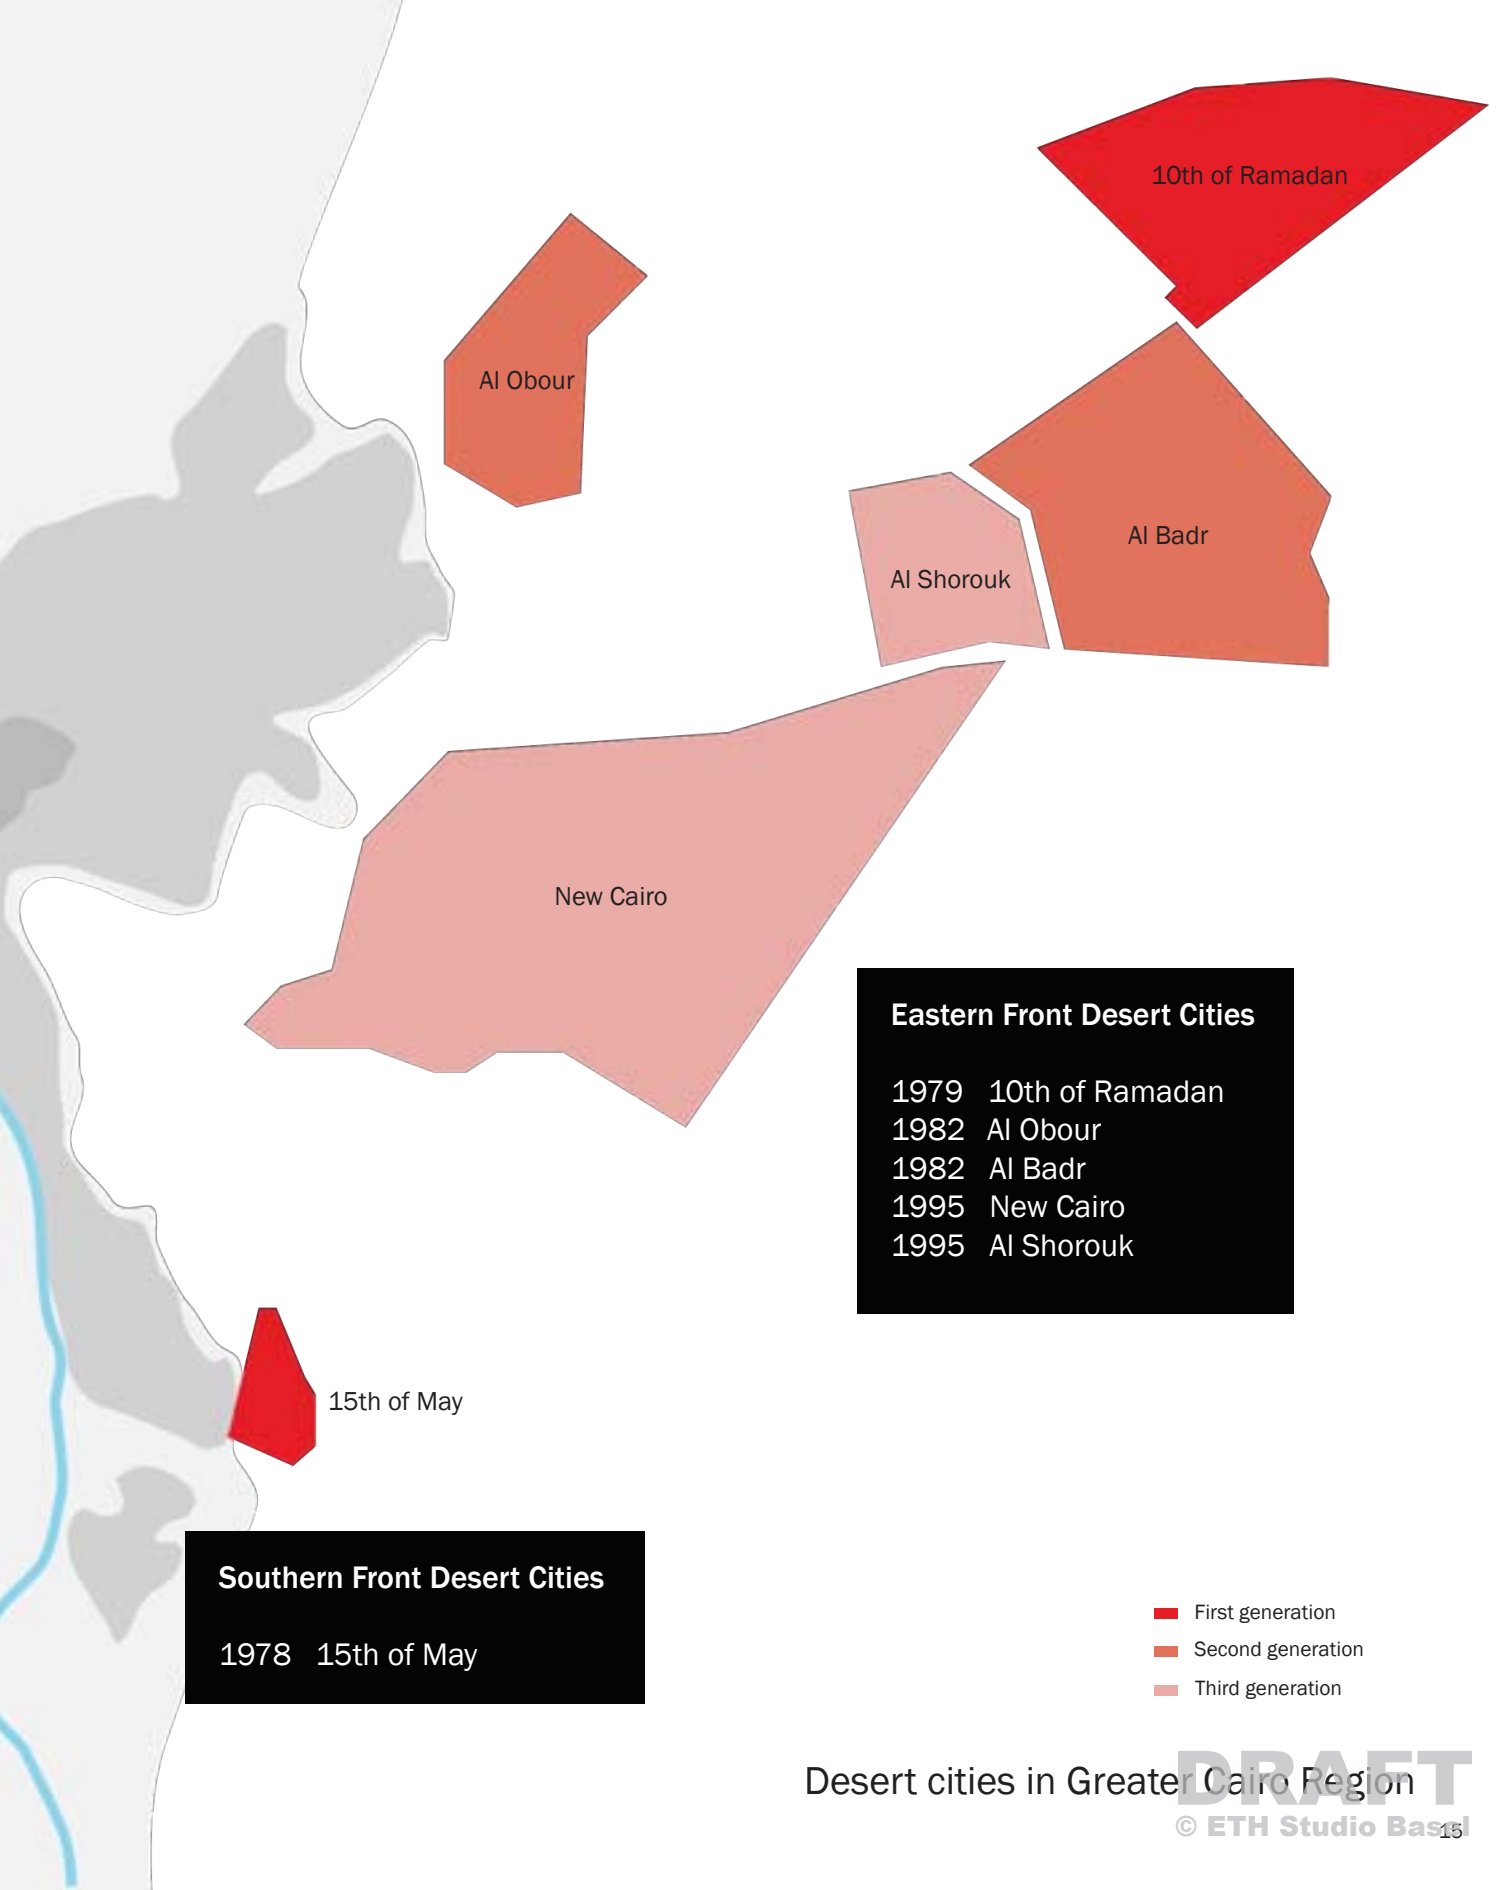 10th of Ramadan
Al Obour
Al Badr
Al Shorouk
New Cairo
Eastern Front Desert Cities
1979 10th of Ramadan
1982 Al Obour
1982 Al Badr
1995 New Cairo
1995 Al Shorouk
15th of May
Southern Front Desert Cities
1978 15th of May
First generation
Second generation
Third generation
Desert cities in Greater Cairo Region
DRAFT
© ETH Studio Basel
15